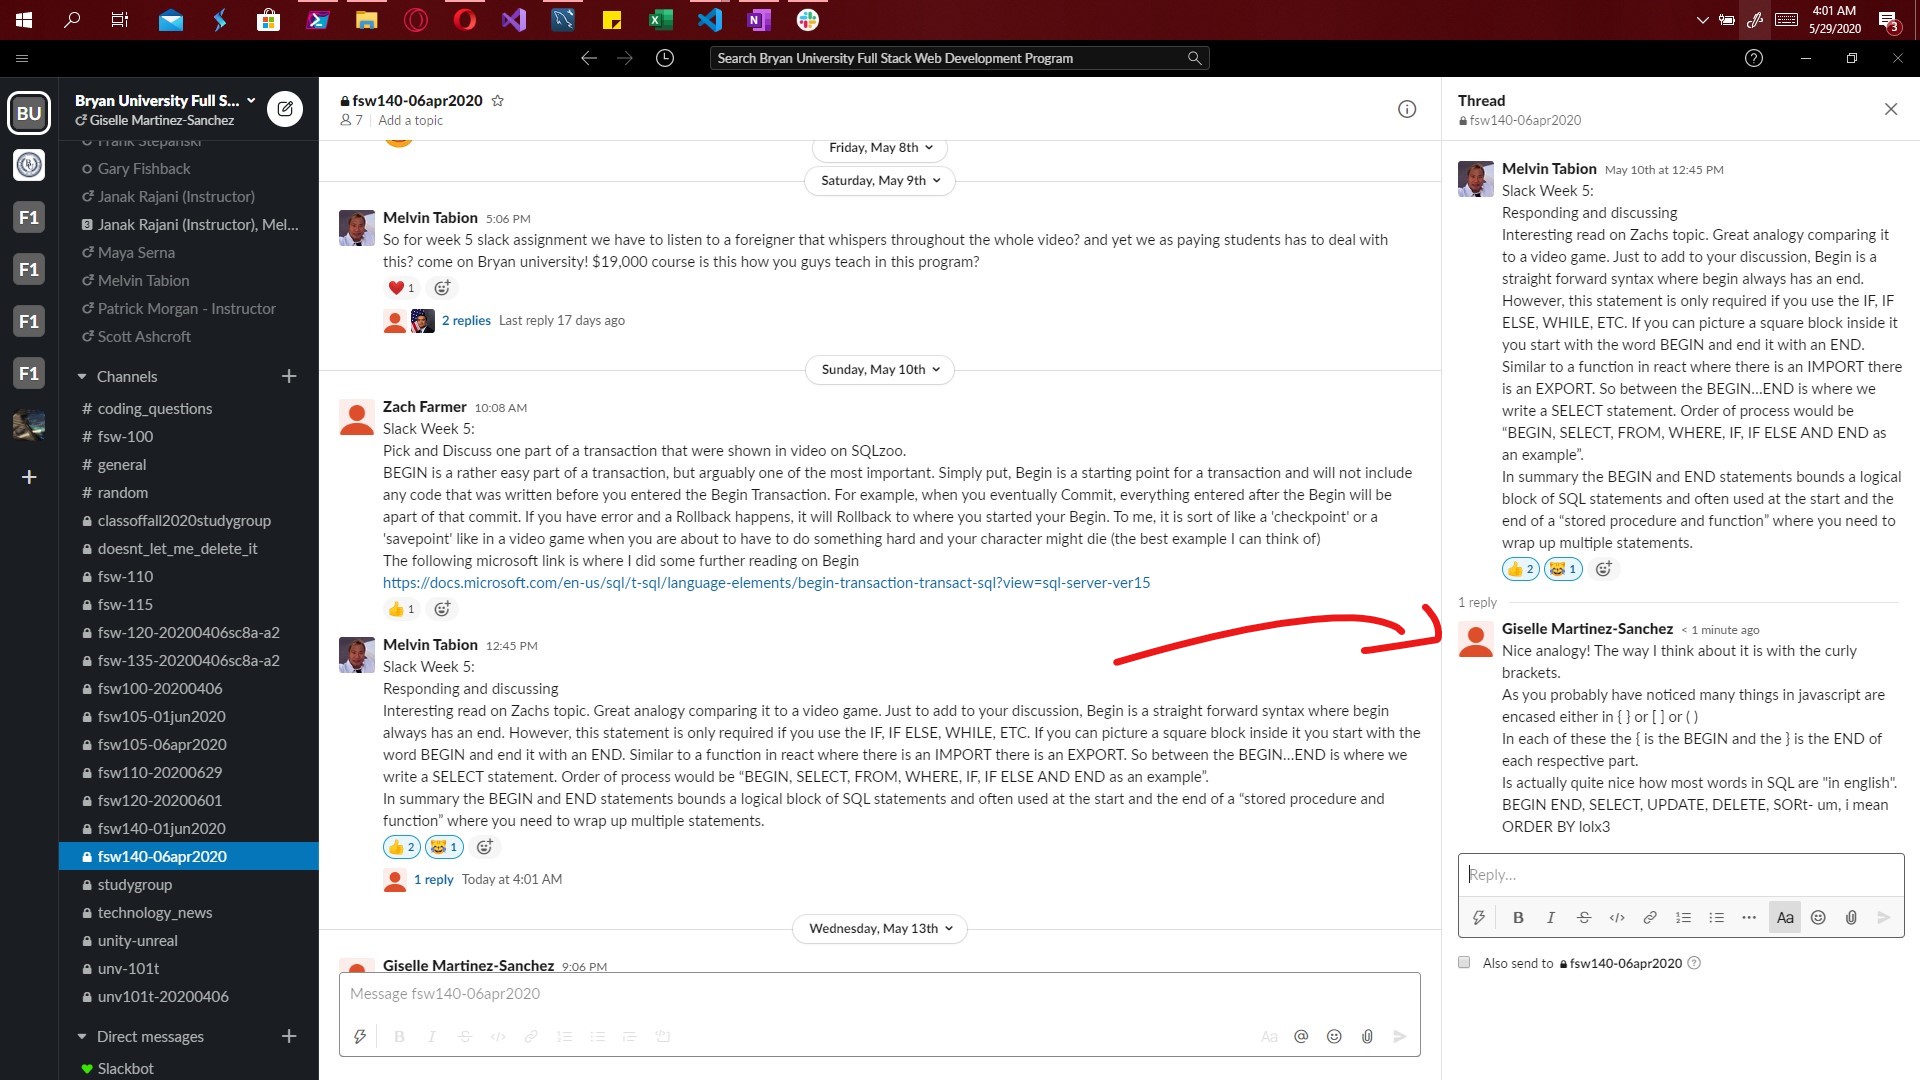 4:01 AM
5/29/2020
3
Search Bryan University Full Stack Web Development Program
BU
F1
F1
F1
F1
Bryan University Full S...
Giselle Martinez-Sanchez
Frank Stepanski
Gary Fishback
Janak Rajani (Instructor)
3 Janak Rajani (Instructor), Mel...
Maya Serna
Melvin Tabion
Patrick Morgan - Instructor
Scott Ashcroft
Channels
# coding_questions
# fsw-100
# general
# random
classoffall2020studygroup
doesnt_let_me_delete_it
fsw-110
fsw-115
fsw-120-20200406sc8a-a2
fsw-135-20200406sc8a-a2
fsw100-20200406
fsw105-01jun2020
fsw105-06apr2020
fsw110-20200629
fsw120-20200601
fsw140-01jun2020
fsw140-06apr2020
studygroup
technology_news
unity-unreal
unv-101t
unv101t-20200406
Direct messages
Slackbot
fsw140-06apr2020
7 | Add a topic
Friday, May 8th
Saturday, May 9th
Melvin Tabion 5:06 PM
So for week 5 slack assignment we have to listen to a foreigner that whispers throughout the whole video? and yet we as paying students has to deal with
this? come on Bryan university! $19,000 course is this how you guys teach in this program?
1
2 replies Last reply 17 days ago
Sunday, May 10th
Zach Farmer 10:08 AM
Slack Week 5:
Pick and Discuss one part of a transaction that were shown in video on SQLzoo.
BEGIN is a rather easy part of a transaction, but arguably one of the most important. Simply put, Begin is a starting point for a transaction and will not include
any code that was written before you entered the Begin Transaction. For example, when you eventually Commit, everything entered after the Begin will be
apart of that commit. If you have error and a Rollback happens, it will Rollback to where you started your Begin. To me, it is sort of like a 'checkpoint' or a
'savepoint' like in a video game when you are about to have to do something hard and your character might die (the best example I can think of)
The following microsoft link is where I did some further reading on Begin
https://docs.microsoft.com/en-us/sql/t-sql/language-elements/begin-transaction-transact-sql?view=sql-server-ver15
1
Melvin Tabion 12:45 PM
Slack Week 5:
Responding and discussing
Interesting read on Zachs topic. Great analogy comparing it to a video game. Just to add to your discussion, Begin is a straight forward syntax where begin
always has an end. However, this statement is only required if you use the IF, IF ELSE, WHILE, ETC. If you can picture a square block inside it you start with the
word BEGIN and end it with an END. Similar to a function in react where there is an IMPORT there is an EXPORT. So between the BEGIN...END is where we
write a SELECT statement. Order of process would be “BEGIN, SELECT, FROM, WHERE, IF, IF ELSE AND END as an example”.
In summary the BEGIN and END statements bounds a logical block of SQL statements and often used at the start and the end of a “stored procedure and
function” where you need to wrap up multiple statements.
2 1
1 reply Today at 4:01 AM
Wednesday, May 13th
Giselle Martinez-Sanchez 9:06 PM
Message fsw140-06apr2020
B I S </> Aa @
Thread
fsw140-06apr2020
Melvin Tabion May 10th at 12:45 PM
Slack Week 5:
Responding and discussing
Interesting read on Zachs topic. Great analogy comparing it
to a video game. Just to add to your discussion, Begin is a
straight forward syntax where begin always has an end.
However, this statement is only required if you use the IF, IF
ELSE, WHILE, ETC. If you can picture a square block inside it
you start with the word BEGIN and end it with an END.
Similar to a function in react where there is an IMPORT there
is an EXPORT. So between the BEGIN...END is where we
write a SELECT statement. Order of process would be
“BEGIN, SELECT, FROM, WHERE, IF, IF ELSE AND END as
an example”.
In summary the BEGIN and END statements bounds a logical
block of SQL statements and often used at the start and the
end of a “stored procedure and function” where you need to
wrap up multiple statements.
2 1
1 reply
Giselle Martinez-Sanchez < 1 minute ago
Nice analogy! The way I think about it is with the curly
brackets.
As you probably have noticed many things in javascript are
encased either in { } or [ ] or ( )
In each of these the { is the BEGIN and the } is the END of
each respective part.
Is actually quite nice how most words in SQL are "in english".
BEGIN END, SELECT, UPDATE, DELETE, SORt- um, i mean
ORDER BY lolx3
Reply...
B I S </> Aa
Also send to fsw140-06apr2020